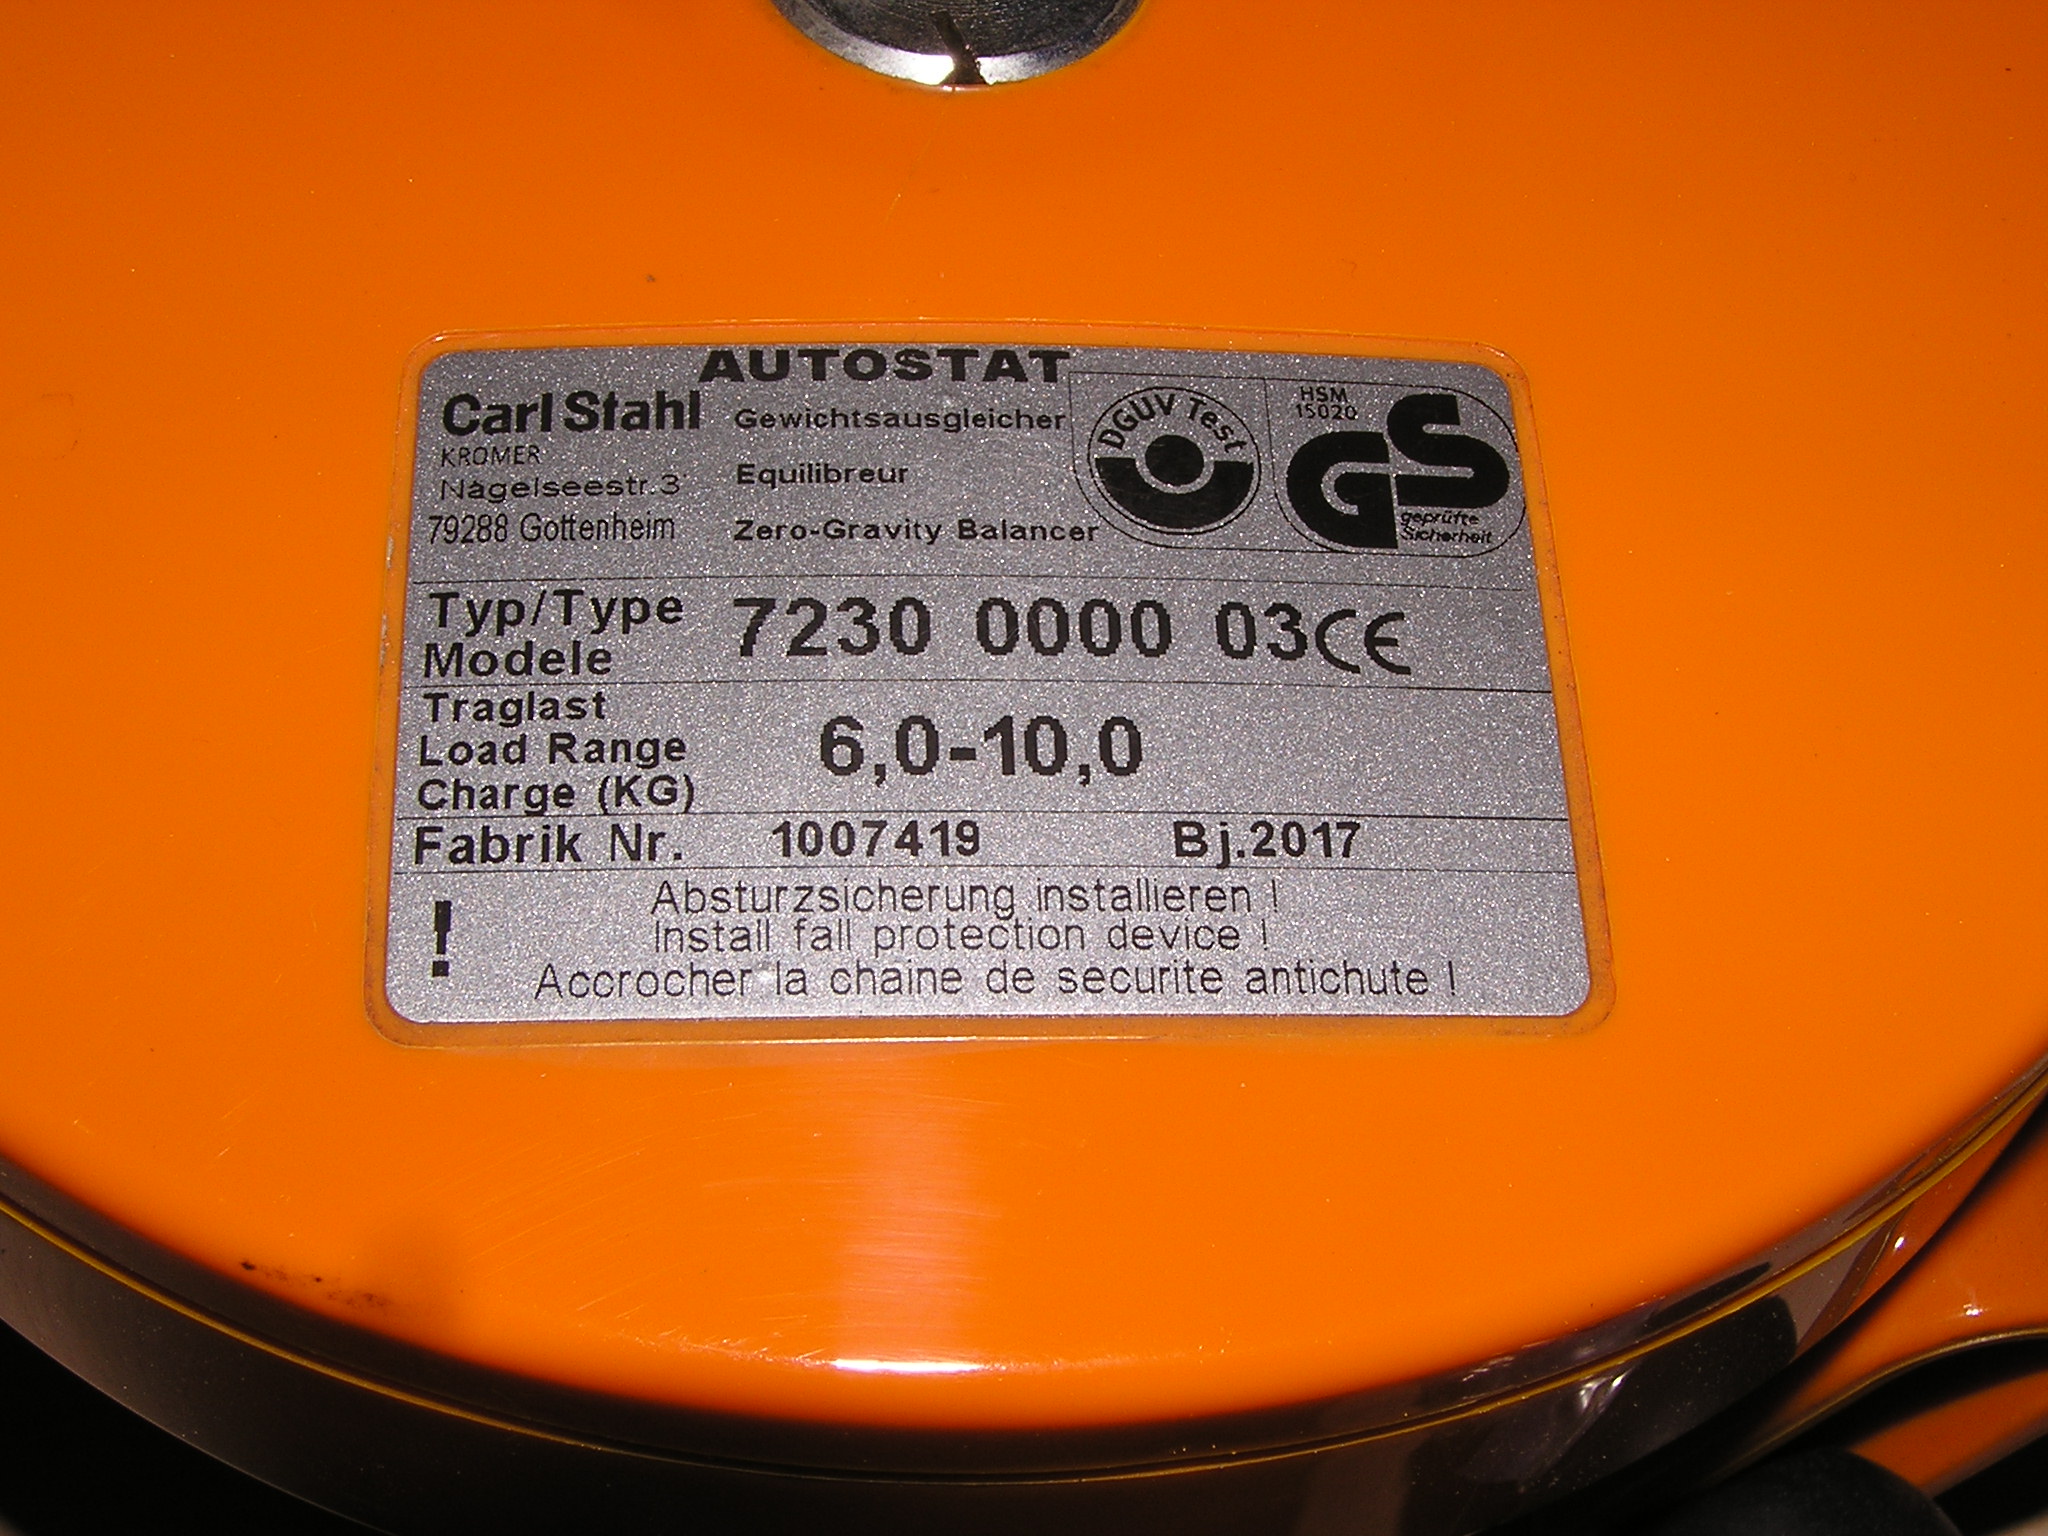 AUTOSTAT
Carl Stahl
KROMER
Nägelseestr.3
79288 Gottenheim
Gewichtsausgleicher
Equilibreur
Zero-Gravity Balancer
DGUV Test
HSM
15020
GS
geprüfte
Sicherheit
Typ/Type
Modele
7230 0000 03 CE
Traglast
Load Range
Charge (KG)
6,0-10,0
Fabrik Nr. 1007419 Bj.2017
! Absturzsicherung installieren !
Install fall protection device !
Accrocher la chaine de securite antichute !